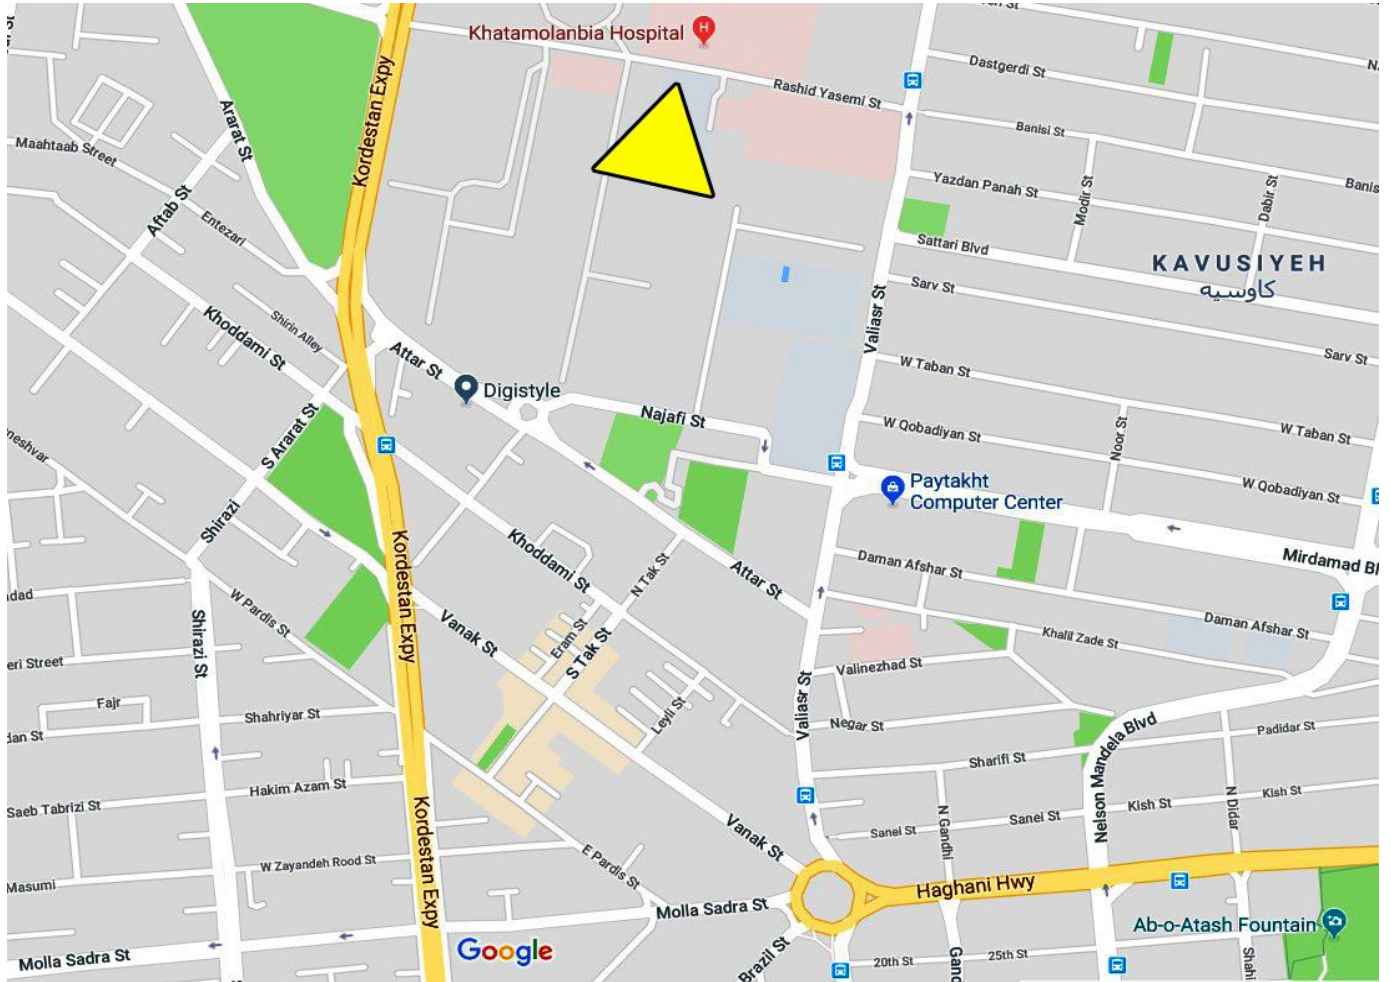 Khatamolanbia Hospital
H
Kordestan Expy
Rashid Yasemi St
Dastgerdi St
Banisi St
Ararat St
Maahtaab Street
Aftab St
Entezari
Yazdan Panah St
Modir St
Dabir St
Banis
Sattari Blvd
KAVUSIYEH
کاوسیه
Sarv St
Sarv St
Valiasr St
Khoddami St
Shirin Alley
Attar St
Digistyle
Najafi St
W Taban St
W Taban St
W Qobadiyan St
W Qobadiyan St
Noor St
S Ararat St
neshvar
Shirazi
Paytakht
Computer Center
Mirdamad Bl
Kordestan Expy
Khoddami St
N Tak St
Attar St
Daman Afshar St
Daman Afshar St
Khalil Zade St
dad
W Pardis St
Shirazi St
Vanak St
Eram St
S Tak St
Leyli St
Valinezhad St
Negar St
Valiasr St
eri Street
Fajr
dan St
Shahriyar St
Sharifi St
Padidar St
Nelson Mandela Blvd
Hakim Azam St
Saeb Tabrizi St
Kordestan Expy
Vanak St
Sanei St
Sanei St
Kish St
Kish St
N Gandhi
N Didar
W Zayandeh Rood St
Masumi
E Pardis St
Molla Sadra St
Haghani Hwy
Ab-o-Atash Fountain
Molla Sadra St
Google
Brazil St
20th St
25th St
Gand
Shahi